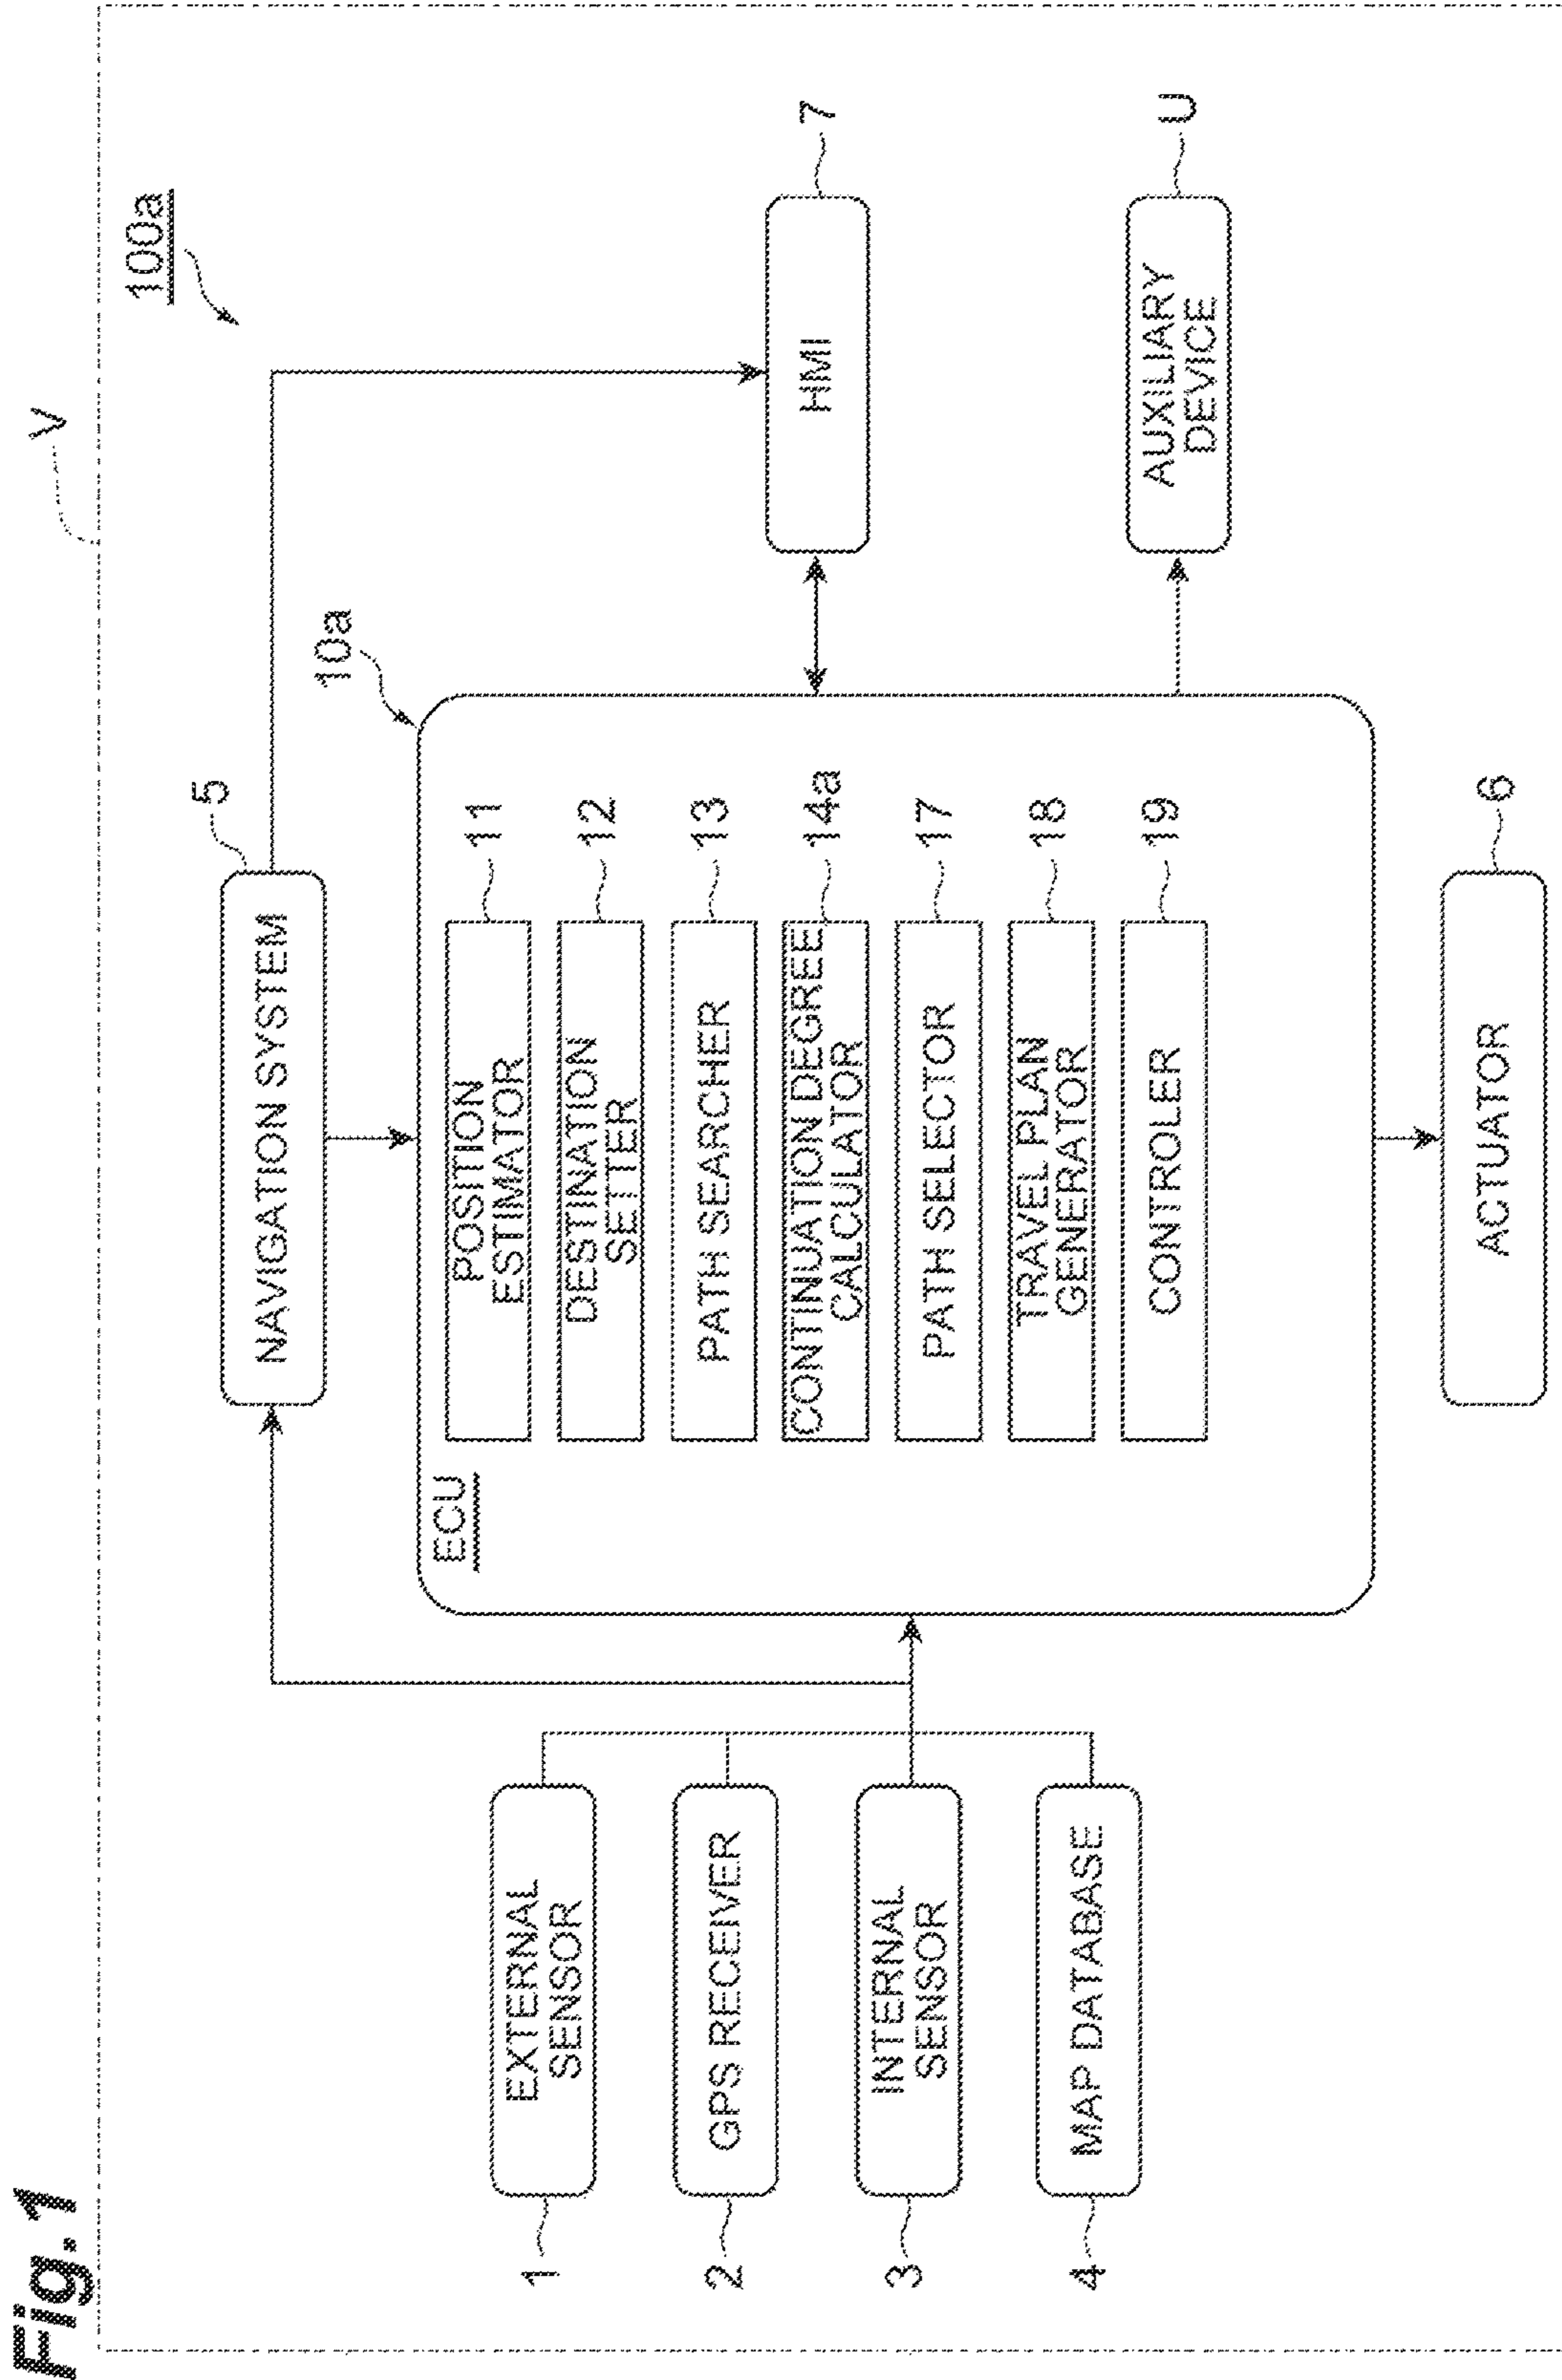 Fig.1
V
100a
5
NAVIGATION SYSTEM
10a
ECU
1
EXTERNAL
SENSOR
2
GPS RECEIVER
3
INTERNAL
SENSOR
4
MAP DATABASE
POSITION
ESTIMATOR
11
DESTINATION
SETTER
12
PATH SEARCHER
13
CONTINUATION DEGREE
CALCULATOR
14a
PATH SELECTOR
17
TRAVEL PLAN
GENERATOR
18
CONTROLER
19
HMI
7
AUXILIARY
DEVICE
U
ACTUATOR
6